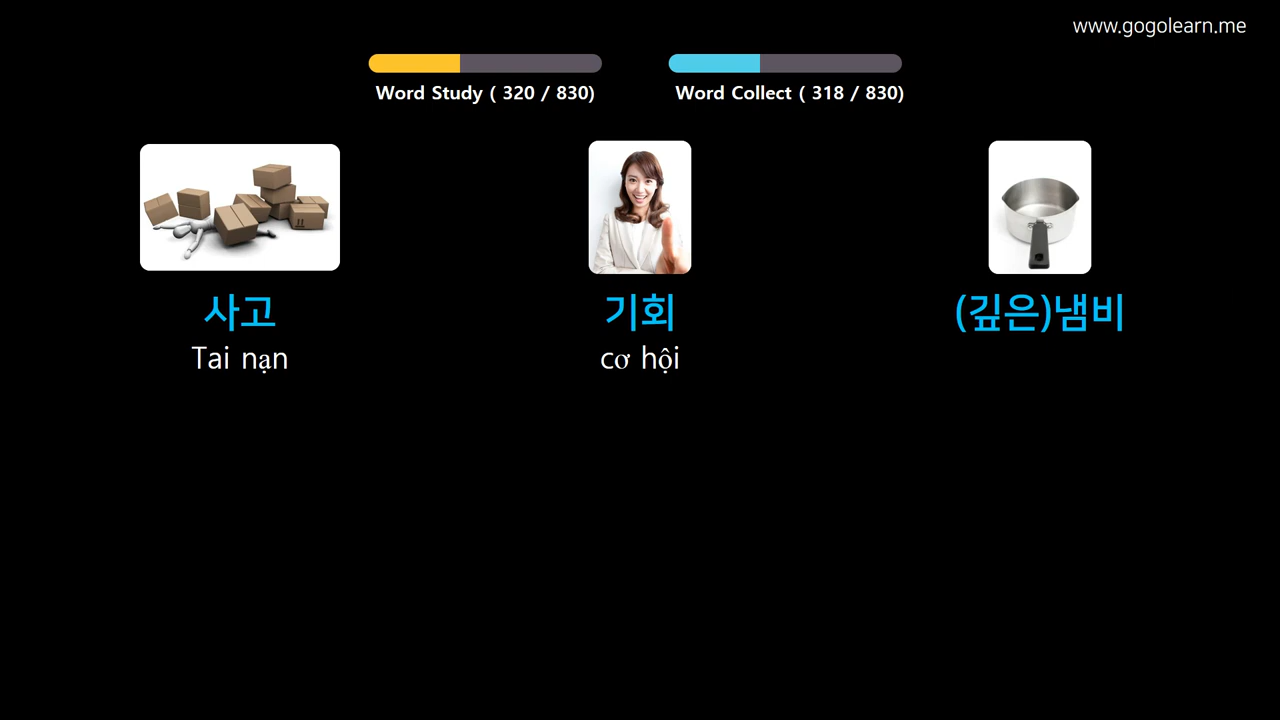 www.gogolearn.me
Word Study ( 320 / 830)
Word Collect ( 318 / 830)
사고
Tai nạn
기회
cơ hội
(깊은)냄비